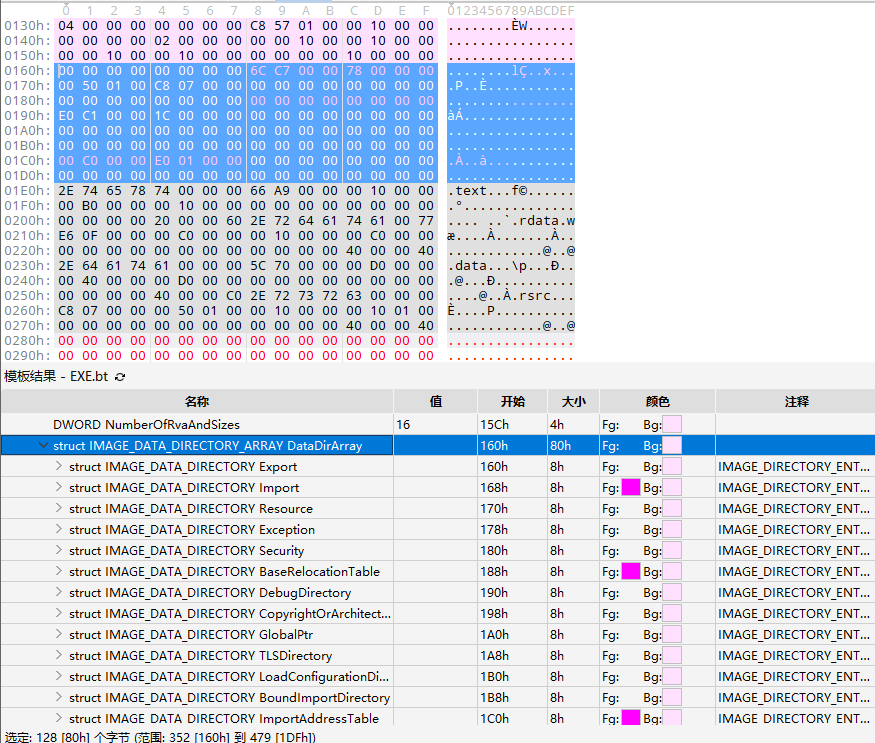 0 1 2 3 4 5 6 7 8 9 A B C D E F 0123456789ABCDEF
0130h: 04 00 00 00 00 00 00 00 C8 57 01 00 00 10 00 00 ........ÈW......
0140h: 00 00 00 00 02 00 00 00 00 00 10 00 00 10 00 00 ................
0150h: 00 00 10 00 00 10 00 00 00 00 00 00 10 00 00 00 ................
0160h: 00 00 00 00 00 00 00 00 6C C7 00 00 78 00 00 00 ........lÇ..x...
0170h: 00 50 01 00 C8 07 00 00 00 00 00 00 00 00 00 00 .P..È...........
0180h: 00 00 00 00 00 00 00 00 00 00 00 00 00 00 00 00 ................
0190h: E0 C1 00 00 1C 00 00 00 00 00 00 00 00 00 00 00 àÁ..............
01A0h: 00 00 00 00 00 00 00 00 00 00 00 00 00 00 00 00 ................
01B0h: 00 00 00 00 00 00 00 00 00 00 00 00 00 00 00 00 ................
01C0h: 00 C0 00 00 E0 01 00 00 00 00 00 00 00 00 00 00 .À..à...........
01D0h: 00 00 00 00 00 00 00 00 00 00 00 00 00 00 00 00 ................
01E0h: 2E 74 65 78 74 00 00 00 66 A9 00 00 00 10 00 00 .text...f©......
01F0h: 00 B0 00 00 00 10 00 00 00 00 00 00 00 00 00 00 .°..............
0200h: 00 00 00 00 20 00 00 60 2E 72 64 61 74 61 00 77 .... ..`.rdata.w
0210h: E6 0F 00 00 00 C0 00 00 00 10 00 00 00 C0 00 00 æ....À.......À..
0220h: 00 00 00 00 00 00 00 00 00 00 00 00 40 00 00 40 ............@..@
0230h: 2E 64 61 74 61 00 00 00 5C 70 00 00 00 D0 00 00 .data...\p...Ð..
0240h: 00 40 00 00 00 D0 00 00 00 00 00 00 00 00 00 00 .@...Ð..........
0250h: 00 00 00 00 40 00 00 C0 2E 72 73 72 63 00 00 00 ....@..À.rsrc...
0260h: C8 07 00 00 00 50 01 00 00 10 00 00 00 10 01 00 È....P..........
0270h: 00 00 00 00 00 00 00 00 00 00 00 00 40 00 00 40 ............@..@
0280h: 00 00 00 00 00 00 00 00 00 00 00 00 00 00 00 00 ................
0290h: 00 00 00 00 00 00 00 00 00 00 00 00 00 00 00 00 ................
模板结果 - EXE.bt
名称 值 开始 大小 颜色 注释
DWORD NumberOfRvaAndSizes 16 15Ch 4h Fg: Bg:
struct IMAGE_DATA_DIRECTORY_ARRAY DataDirArray 160h 80h Fg: Bg:
struct IMAGE_DATA_DIRECTORY Export 160h 8h Fg: Bg: IMAGE_DIRECTORY_ENT...
struct IMAGE_DATA_DIRECTORY Import 168h 8h Fg: Bg: IMAGE_DIRECTORY_ENT...
struct IMAGE_DATA_DIRECTORY Resource 170h 8h Fg: Bg: IMAGE_DIRECTORY_ENT...
struct IMAGE_DATA_DIRECTORY Exception 178h 8h Fg: Bg: IMAGE_DIRECTORY_ENT...
struct IMAGE_DATA_DIRECTORY Security 180h 8h Fg: Bg: IMAGE_DIRECTORY_ENT...
struct IMAGE_DATA_DIRECTORY BaseRelocationTable 188h 8h Fg: Bg: IMAGE_DIRECTORY_ENT...
struct IMAGE_DATA_DIRECTORY DebugDirectory 190h 8h Fg: Bg: IMAGE_DIRECTORY_ENT...
struct IMAGE_DATA_DIRECTORY CopyrightOrArchitect... 198h 8h Fg: Bg: IMAGE_DIRECTORY_ENT...
struct IMAGE_DATA_DIRECTORY GlobalPtr 1A0h 8h Fg: Bg: IMAGE_DIRECTORY_ENT...
struct IMAGE_DATA_DIRECTORY TLSDirectory 1A8h 8h Fg: Bg: IMAGE_DIRECTORY_ENT...
struct IMAGE_DATA_DIRECTORY LoadConfigurationDi... 1B0h 8h Fg: Bg: IMAGE_DIRECTORY_ENT...
struct IMAGE_DATA_DIRECTORY BoundImportDirectory 1B8h 8h Fg: Bg: IMAGE_DIRECTORY_ENT...
struct IMAGE_DATA_DIRECTORY ImportAddressTable 1C0h 8h Fg: Bg: IMAGE_DIRECTORY_ENT...
选定: 128 [80h] 个字节 (范围: 352 [160h] 到 479 [1DFh])